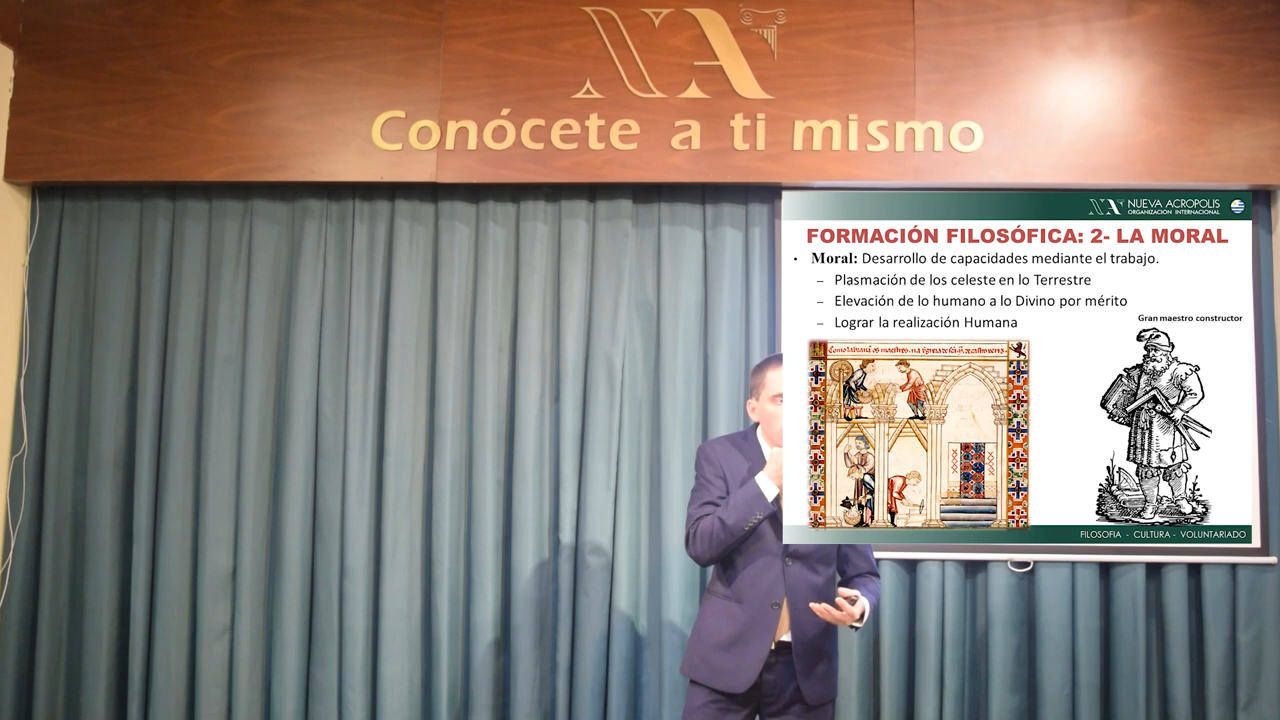 NA
Conócete a ti mismo
NUEVA ACROPOLIS
ORGANIZACION INTERNACIONAL
FORMACIÓN FILOSÓFICA: 2- LA MORAL
• Moral: Desarrollo de capacidades mediante el trabajo.
– Plasmación de los celeste en lo Terrestre
– Elevación de lo humano a lo Divino por mérito
– Lograr la realización Humana
Gran maestro constructor
FILOSOFIA - CULTURA - VOLUNTARIADO